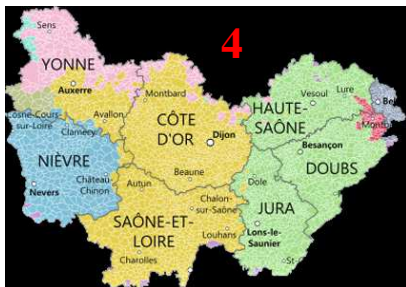 4
Sens
YONNE
Auxerre
Montbard
Lure
Vesoul
Bel
HAUTE-
SAÔNE
Cosne-Cours-
sur-Loire
Avallon
CÔTE
D'OR
Clamecy
Dijon
Besançon
NIÈVRE
DOUBS
Château
Chinon
Beaune
Autun
Dole
Nevers
Chalon-
sur-Saône
SAÔNE-ET-
LOIRE
JURA
Louhans
Lons-le-
Saunier
Charolles
St-